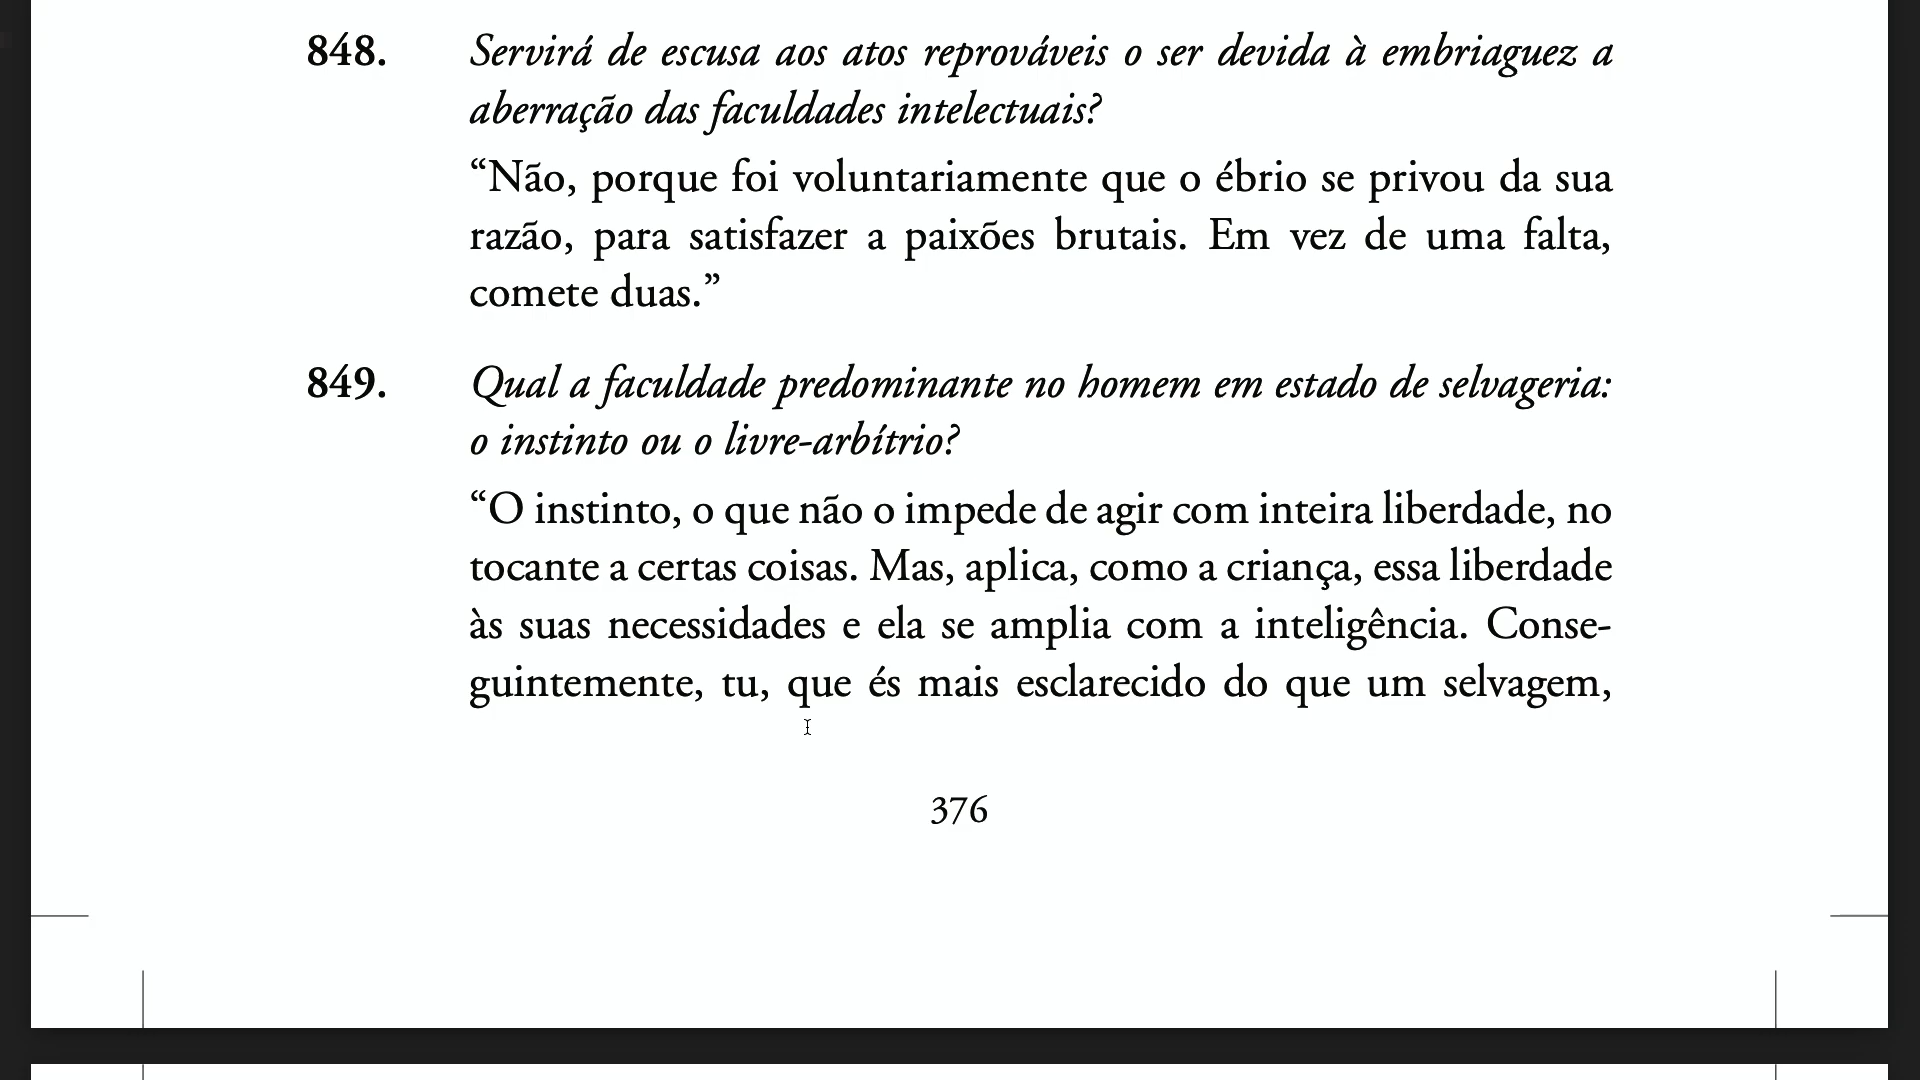 848. Servirá de escusa aos atos reprováveis o ser devida à embriaguez a
aberração das faculdades intelectuais?
“Não, porque foi voluntariamente que o ébrio se privou da sua
razão, para satisfazer a paixões brutais. Em vez de uma falta,
comete duas.”
849. Qual a faculdade predominante no homem em estado de selvageria:
o instinto ou o livre-arbítrio?
“O instinto, o que não o impede de agir com inteira liberdade, no
tocante a certas coisas. Mas, aplica, como a criança, essa liberdade
às suas necessidades e ela se amplia com a inteligência. Conse-
guintemente, tu, que és mais esclarecido do que um selvagem,
376